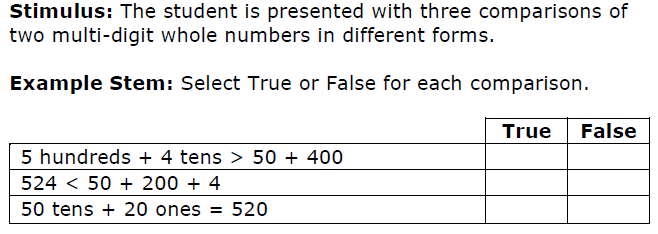 Stimulus: The student is presented with three comparisons of
two multi-digit whole numbers in different forms.
Example Stem: Select True or False for each comparison.
True False
5 hundreds + 4 tens > 50 + 400
524 < 50 + 200 + 4
50 tens + 20 ones = 520